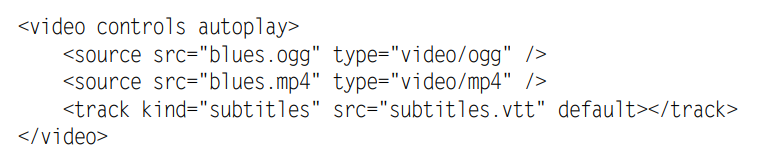 <video controls autoplay>
<source src="blues.ogg" type="video/ogg" />
<source src="blues.mp4" type="video/mp4" />
<track kind="subtitles" src="subtitles.vtt" default></track>
</video>